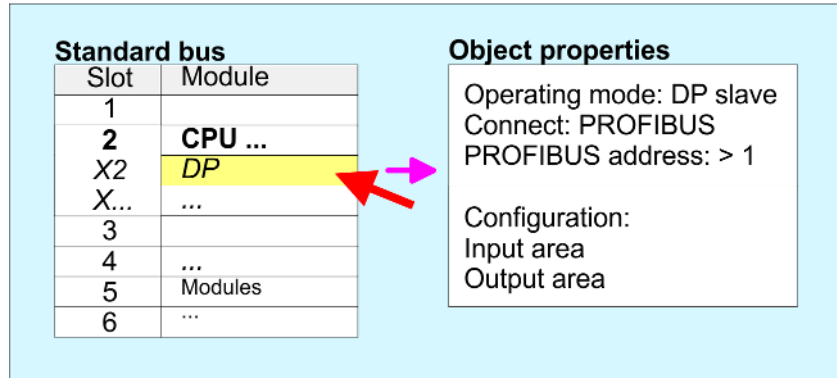 Standard bus
Slot Module
1
2 CPU ...
X2 DP
X... ...
3
4 ...
5 Modules
6 ...
Object properties
Operating mode: DP slave
Connect: PROFIBUS
PROFIBUS address: > 1
Configuration:
Input area
Output area